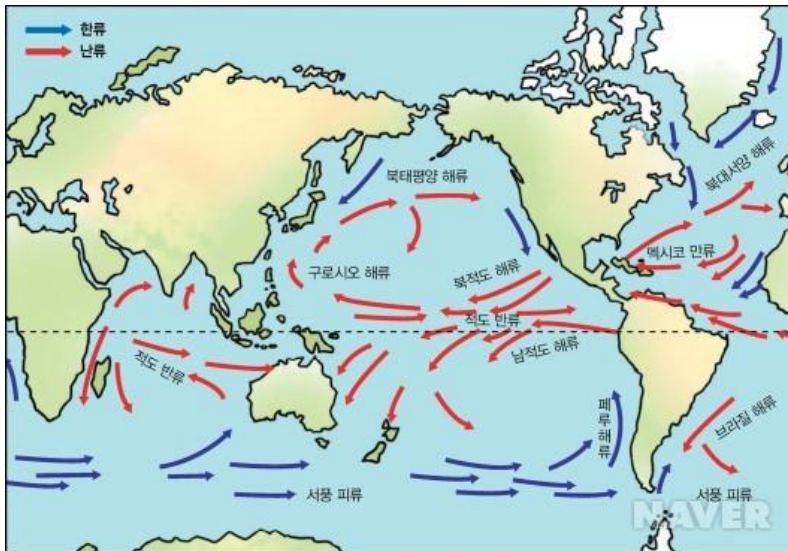 한류
난류
북태평양 해류
북대서양 해류
멕시코 만류
구로시오 해류
북적도 해류
적도 반류
남적도 해류
적도 반류
페루 해류
브라질 해류
서풍 피류
서풍 피류
NAVER